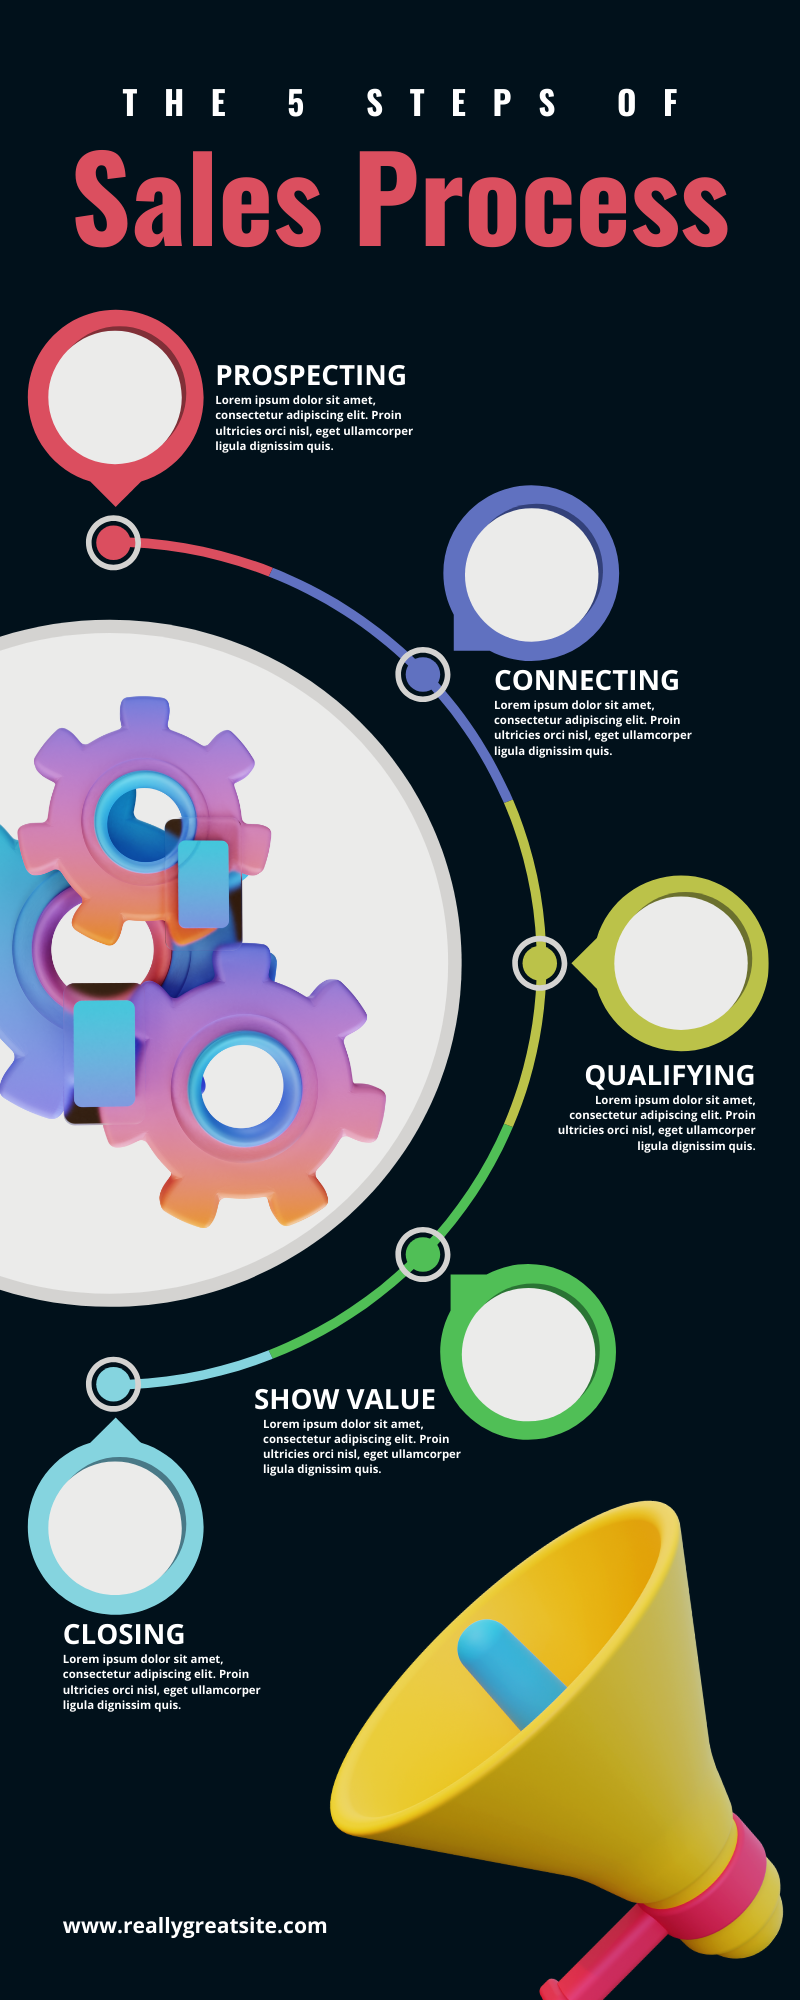 THE 5 STEPS OF
Sales Process
PROSPECTING
Lorem ipsum dolor sit amet,
consectetur adipiscing elit. Proin
ultricies orci nisl, eget ullamcorper
ligula dignissim quis.
CONNECTING
Lorem ipsum dolor sit amet,
consectetur adipiscing elit. Proin
ultricies orci nisl, eget ullamcorper
ligula dignissim quis.
QUALIFYING
Lorem ipsum dolor sit amet,
consectetur adipiscing elit. Proin
ultricies orci nisl, eget ullamcorper
ligula dignissim quis.
SHOW VALUE
Lorem ipsum dolor sit amet,
consectetur adipiscing elit. Proin
ultricies orci nisl, eget ullamcorper
ligula dignissim quis.
CLOSING
Lorem ipsum dolor sit amet,
consectetur adipiscing elit. Proin
ultricies orci nisl, eget ullamcorper
ligula dignissim quis.
www.reallygreatsite.com